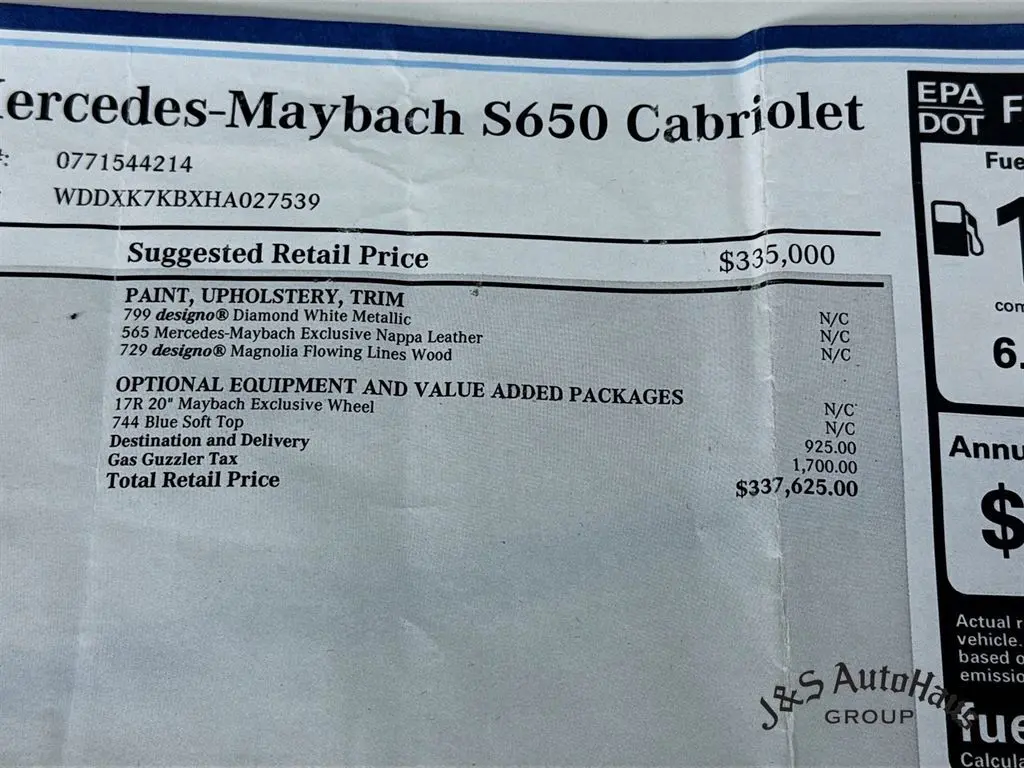 Mercedes-Maybach S650 Cabriolet
0771544214
WDDXK7KBXHA027539
Suggested Retail Price $335,000
PAINT, UPHOLSTERY, TRIM
799 designo® Diamond White Metallic N/C
565 Mercedes-Maybach Exclusive Nappa Leather N/C
729 designo® Magnolia Flowing Lines Wood N/C
OPTIONAL EQUIPMENT AND VALUE ADDED PACKAGES
17R 20" Maybach Exclusive Wheel N/C
744 Blue Soft Top N/C
Destination and Delivery 925.00
Gas Guzzler Tax 1,700.00
Total Retail Price $337,625.00
EPA
DOT
F
Fue
1
com
6.
Annu
$
Actual r
vehicle.
based o
emissio
fue
Calcula
J&S AutoHaus
GROUP